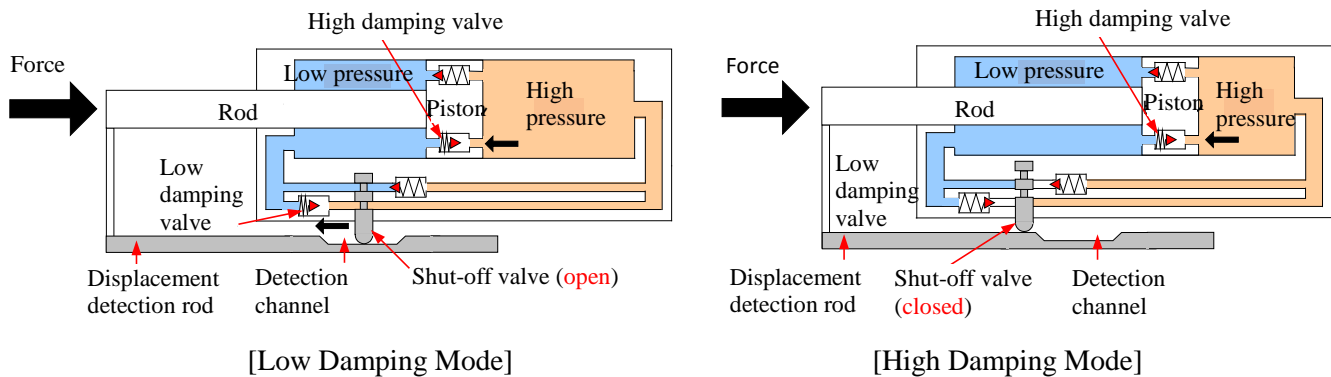 High damping valve
Force
Low pressure
High
pressure
Rod
Piston
Low
damping
valve
Displacement
detection rod
Detection
channel
Shut-off valve (open)
[Low Damping Mode]
High damping valve
Force
Low pressure
High
pressure
Rod
Piston
Low
damping
valve
Displacement
detection rod
Shut-off valve
(closed)
Detection
channel
[High Damping Mode]